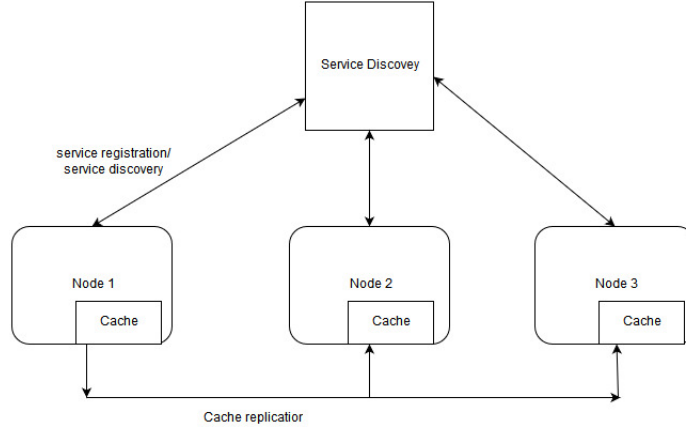 Service Discovey
service registration/
service discovery
Node 1
Node 2
Node 3
Cache
Cache
Cache
Cache replicatior